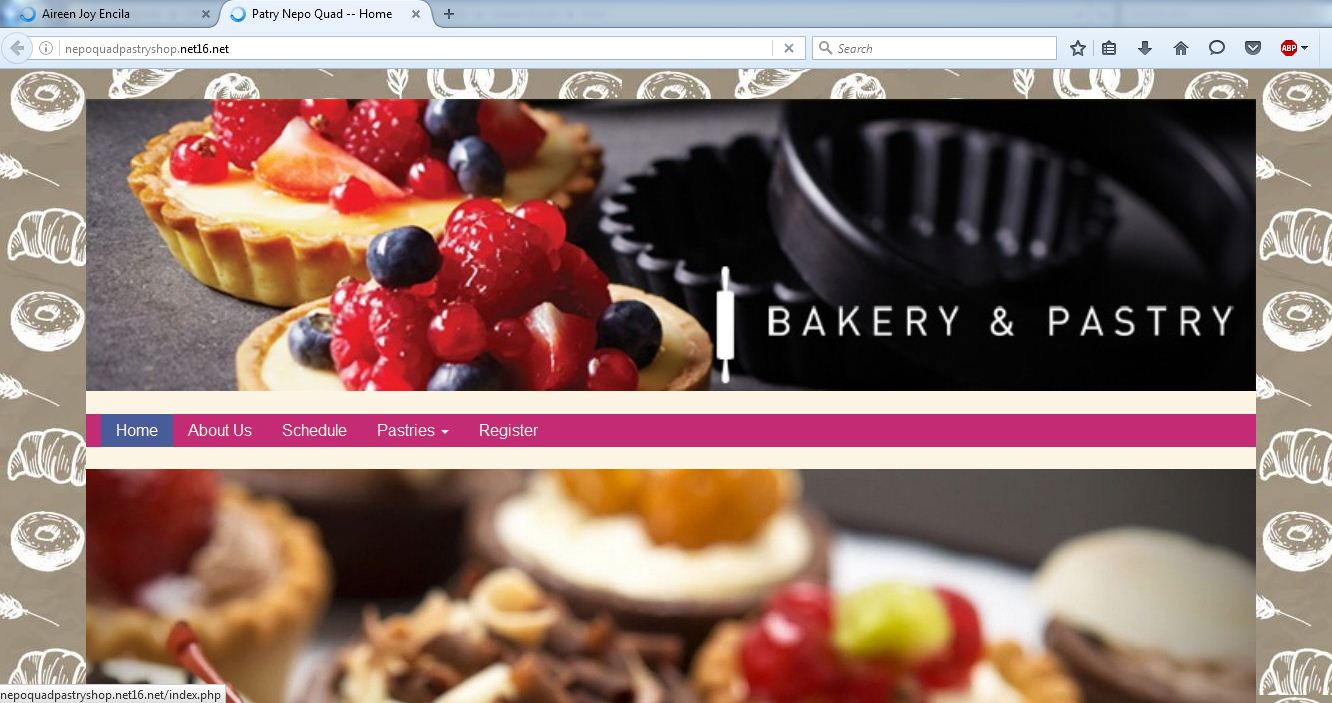 Aireen Joy Encila
Patry Nepo Quad -- Home
nepoquadpastryshop.net16.net
Search
ABP
BAKERY & PASTRY
Home About Us Schedule Pastries Register
nepoquadpastryshop.net16.net/index.php